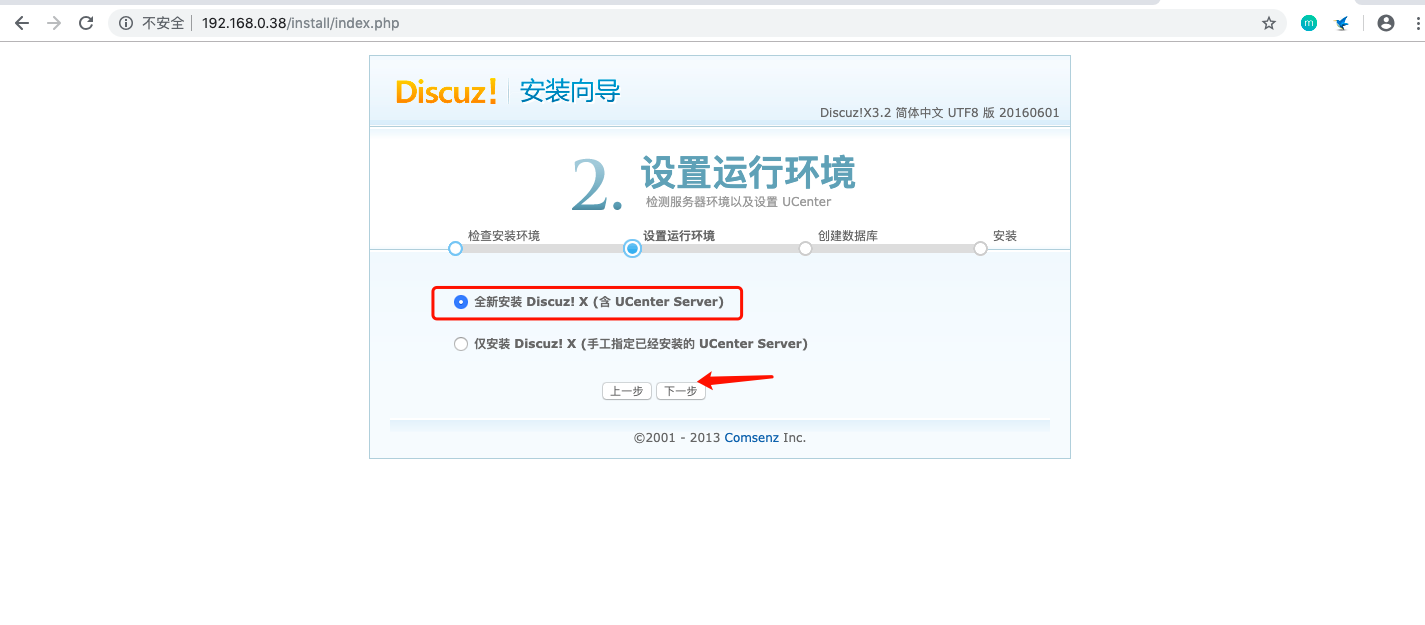 不安全 192.168.0.38/install/index.php
Discuz! 安装向导
Discuz!X3.2 简体中文 UTF8 版 20160601
2. 设置运行环境
检测服务器环境以及设置 UCenter
检查安装环境 设置运行环境 创建数据库 安装
全新安装 Discuz! X (含 UCenter Server)
仅安装 Discuz! X (手工指定已经安装的 UCenter Server)
上一步 下一步
©2001 - 2013 Comsenz Inc.